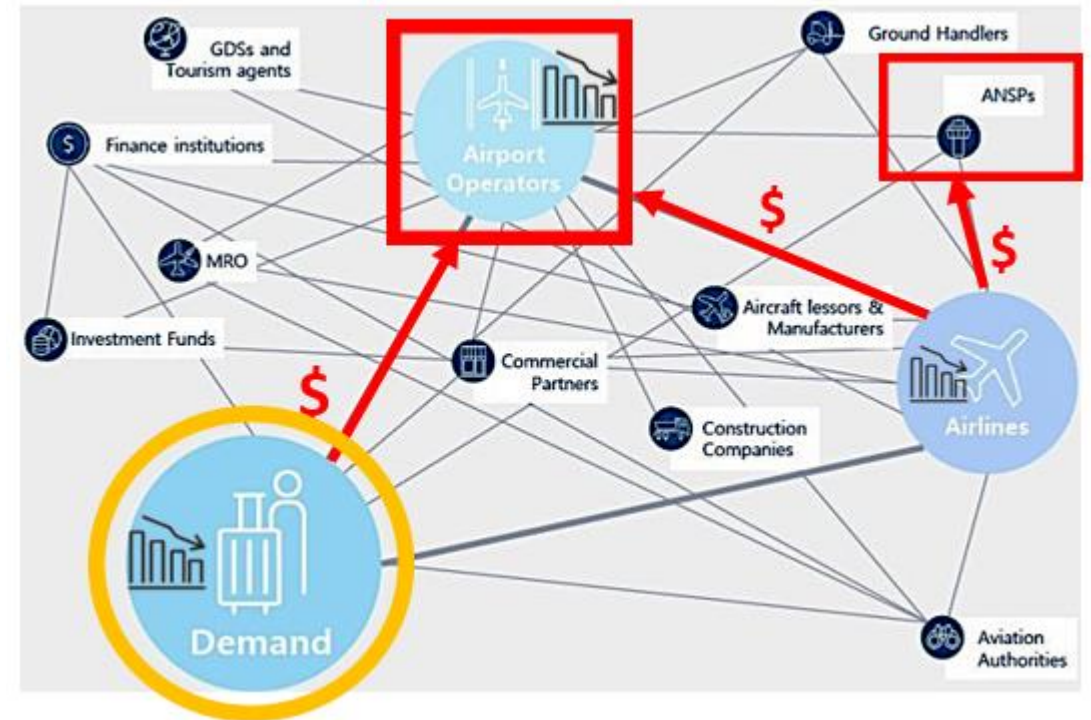 GDSs and
Tourism agents
Ground Handlers
ANSPs
$
Finance institutions
Airport
Operators
$
$
MRO
Aircraft lessors &
Manufacturers
Investment Funds
Commercial
Partners
$
Airlines
Construction
Companies
Demand
Aviation
Authorities